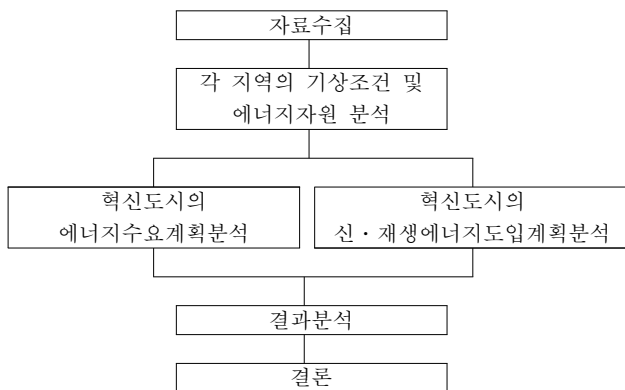 자료수집
각 지역의 기상조건 및
에너지자원 분석
혁신도시의
에너지수요계획분석
혁신도시의
신·재생에너지도입계획분석
결과분석
결론